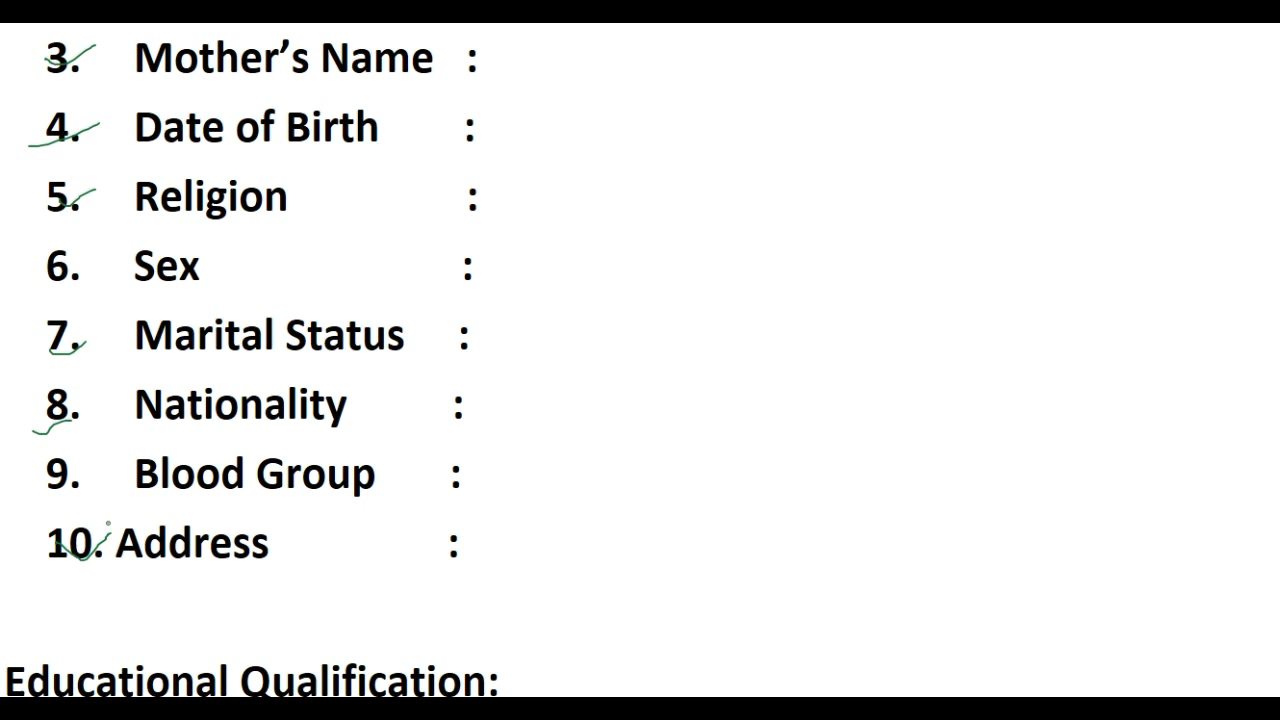 3. Mother’s Name :
4. Date of Birth :
5. Religion :
6. Sex :
7. Marital Status :
8. Nationality :
9. Blood Group :
10. Address :
Educational Qualification: